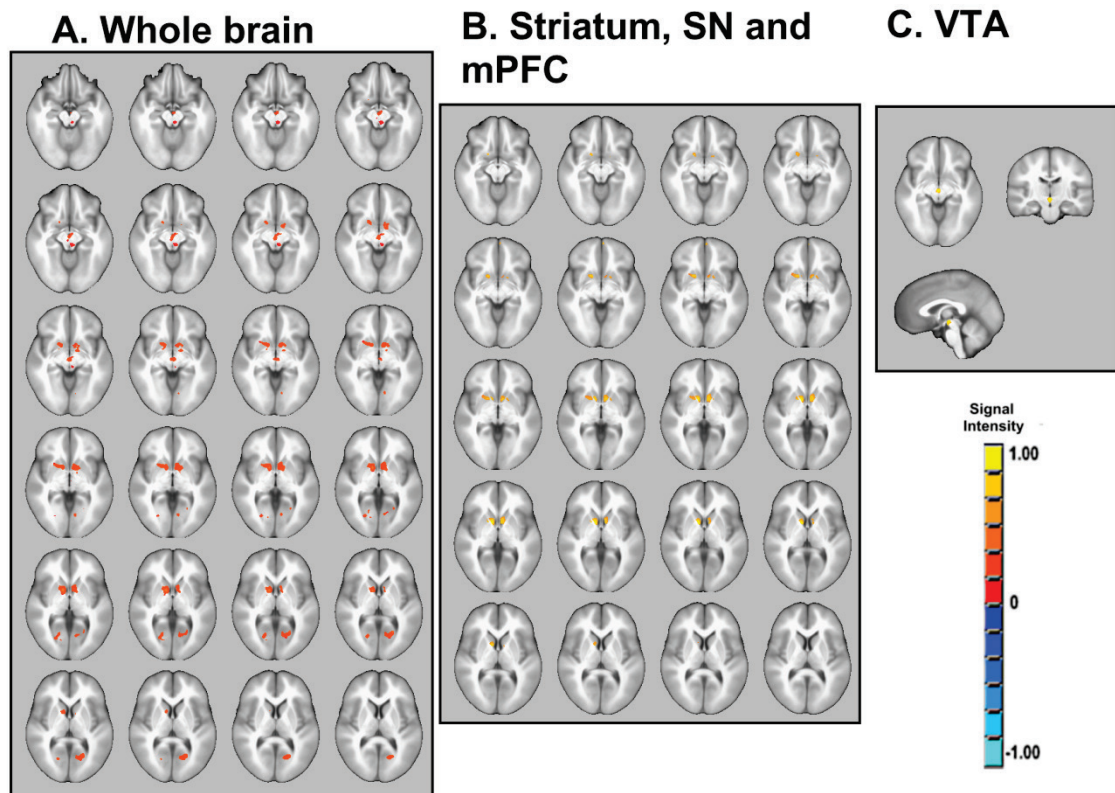 A. Whole brain
B. Striatum, SN and
mPFC
C. VTA
Signal
Intensity
1.00
0
-1.00